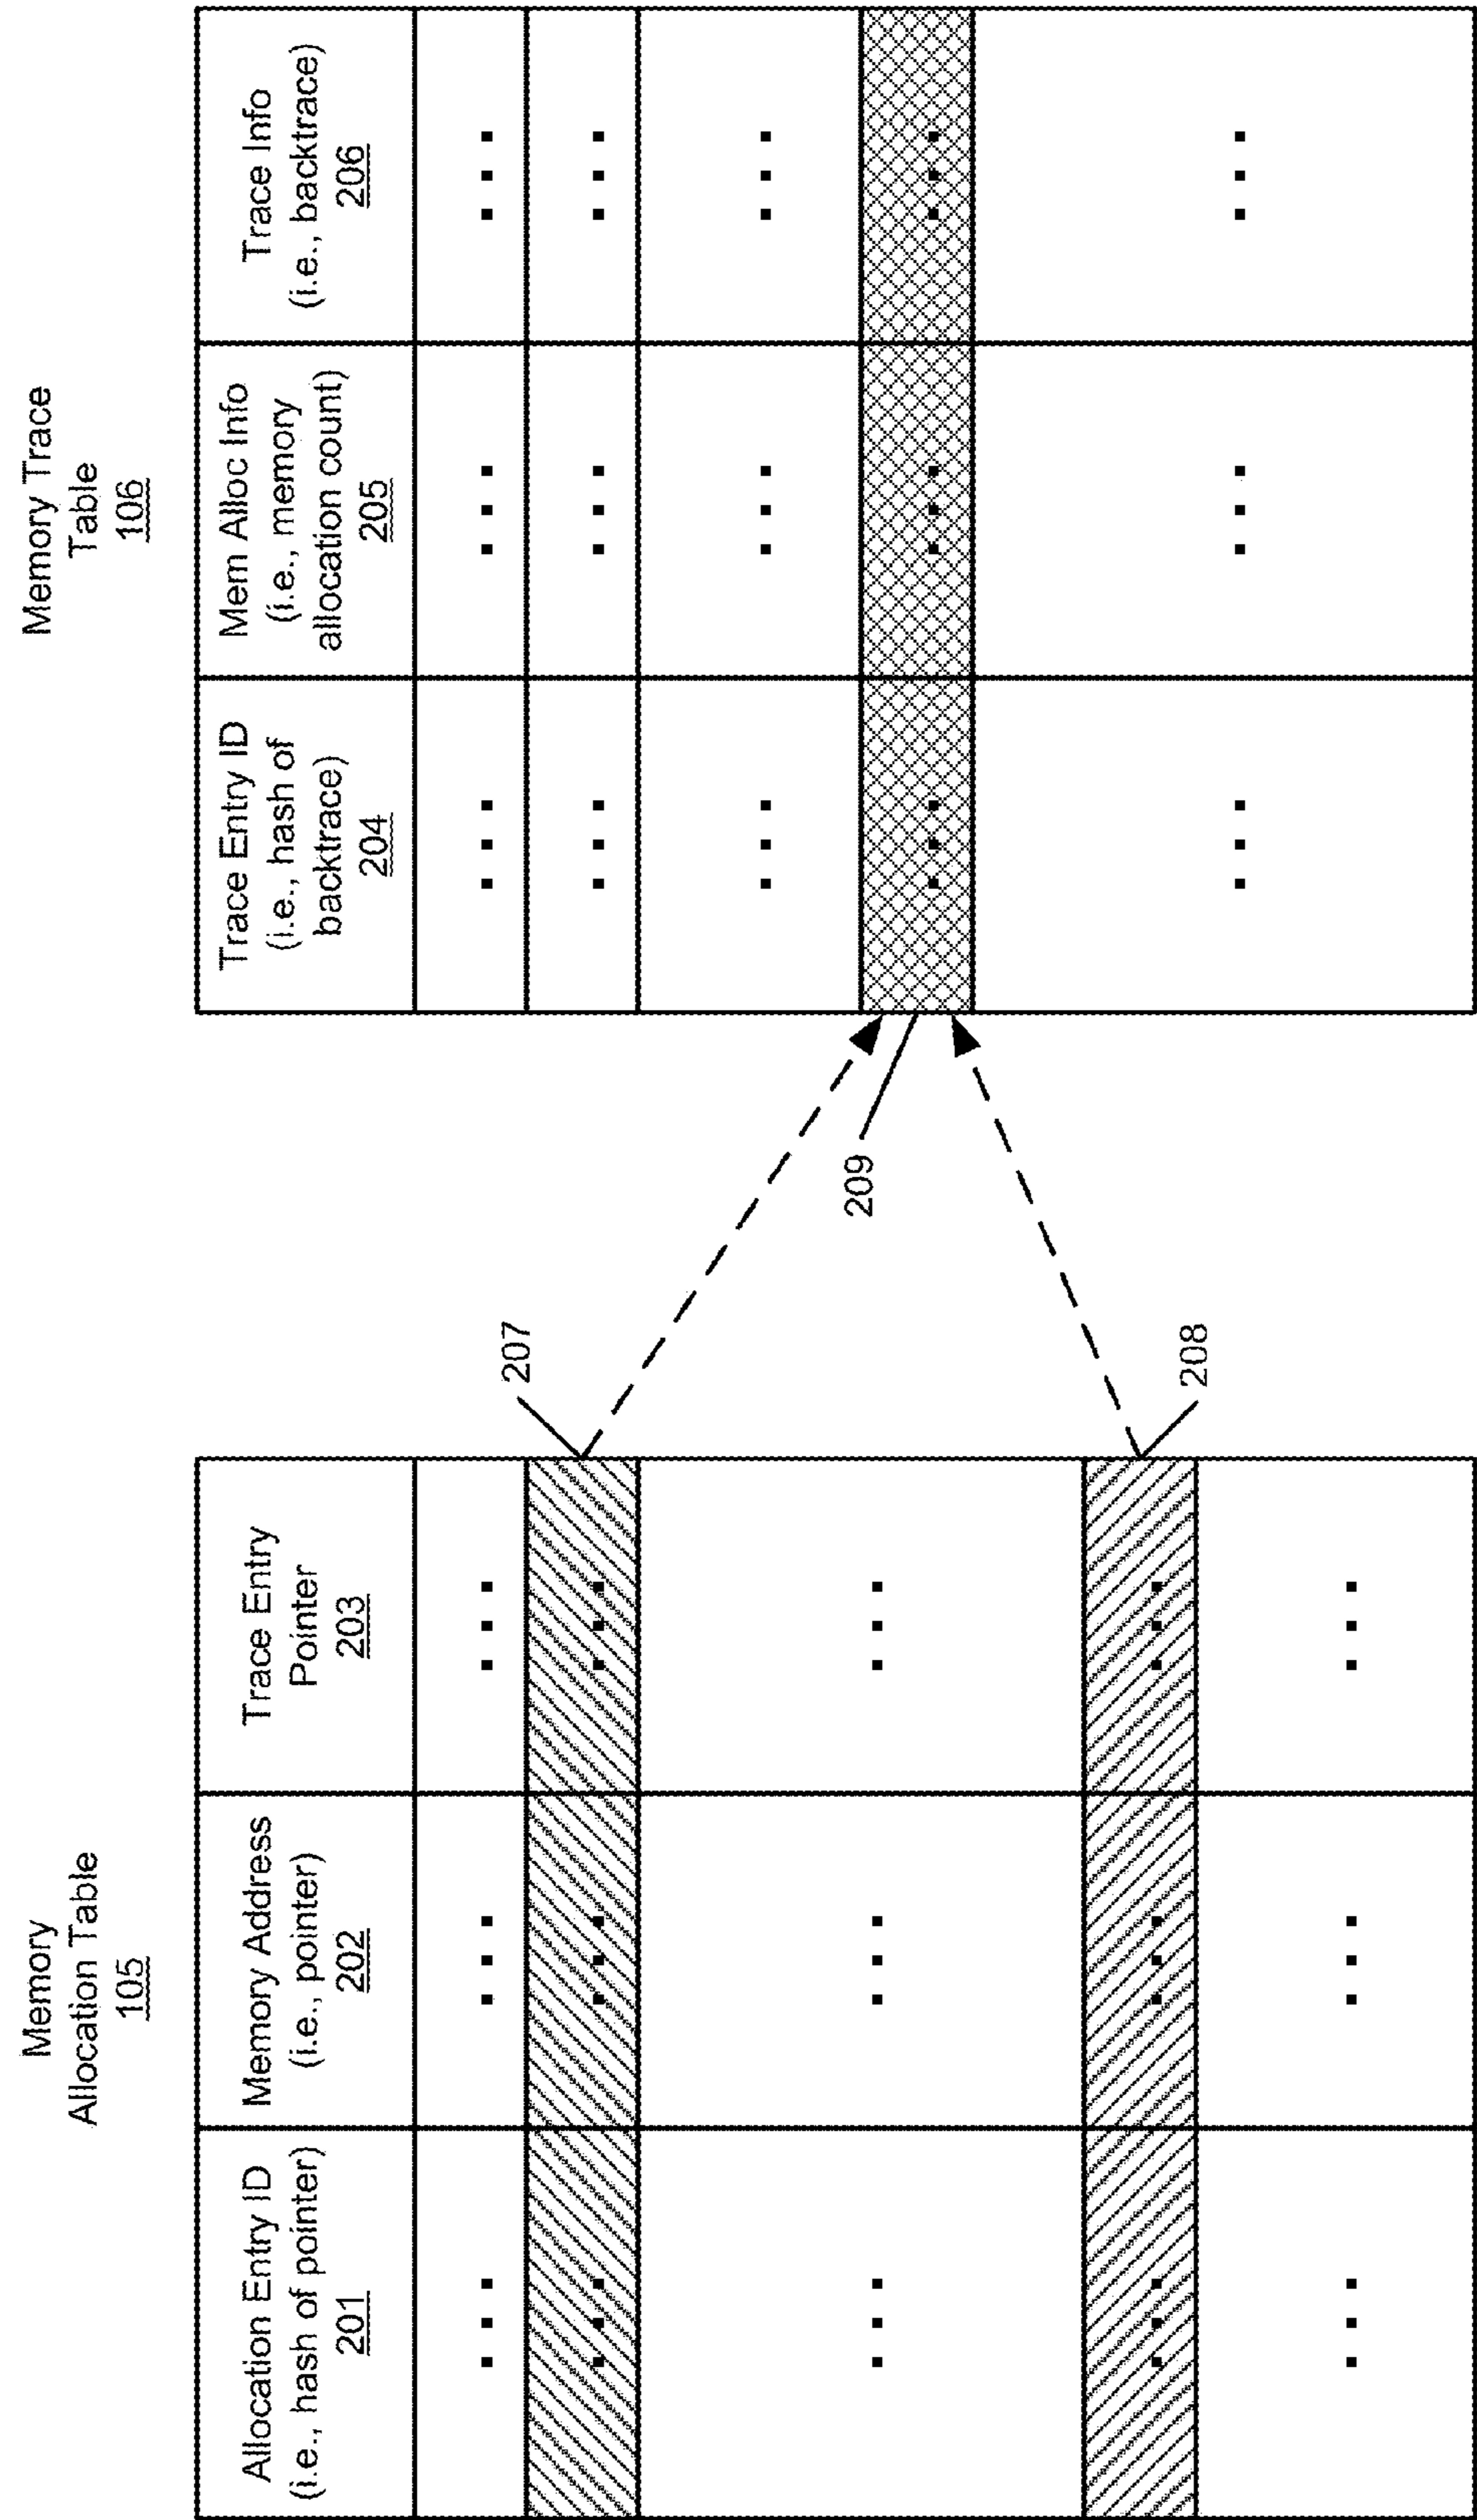 Memory
Allocation Table
105
Allocation Entry ID
(i.e., hash of pointer)
201
Memory Address
(i.e., pointer)
202
Trace Entry
Pointer
203
207
208
209
Memory Trace
Table
106
Trace Entry ID
(i.e., hash of
backtrace)
204
Mem Alloc Info
(i.e., memory
allocation count)
205
Trace Info
(i.e., backtrace)
206